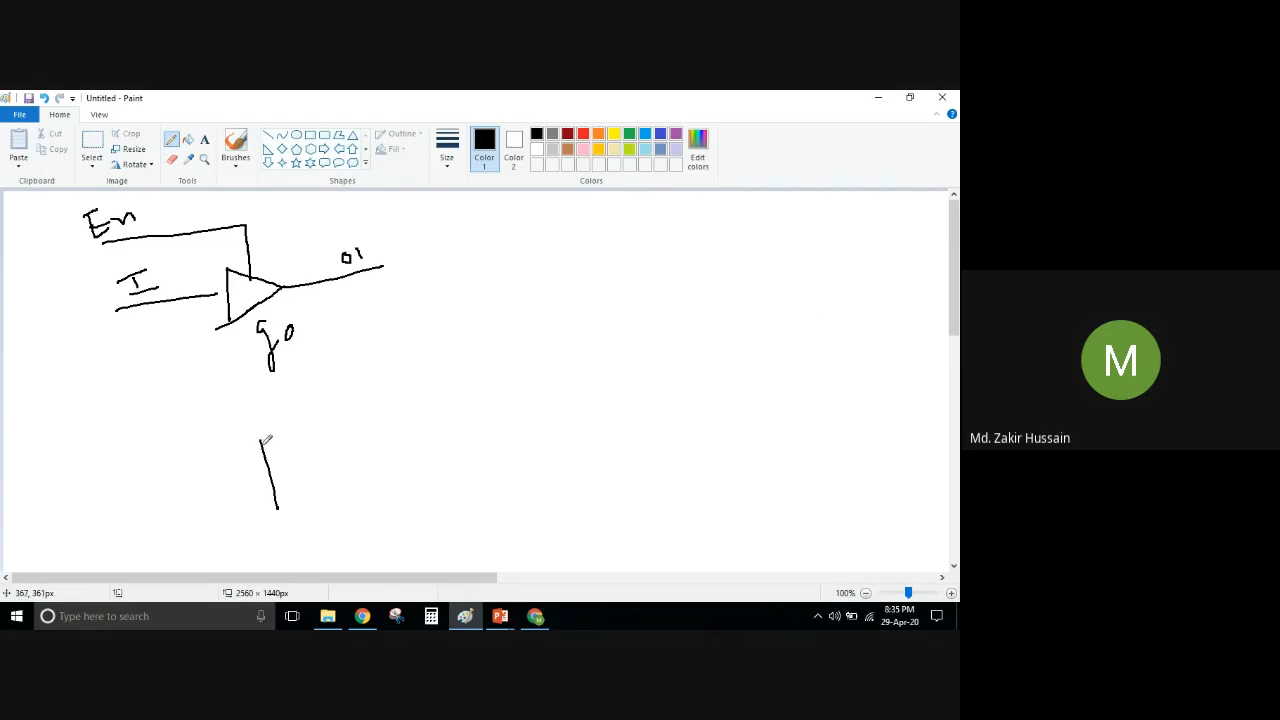 Untitled - Paint
File Home View
Paste
Cut
Copy
Clipboard
Select
Crop
Resize
Rotate
Image
A
Tools
Brushes
Outline
Fill
Shapes
Size
Color 1
Color 2
Edit colors
Colors
En
I
M
Md. Zakir Hussain
367, 361px
2560 × 1440px
100%
Type here to search
8:35 PM
29-Apr-20